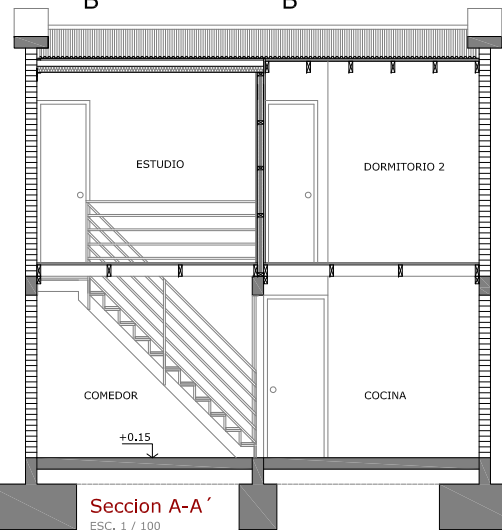 B B
ESTUDIO
DORMITORIO 2
COMEDOR
COCINA
+0.15
Seccion A-A´
ESC. 1 / 100